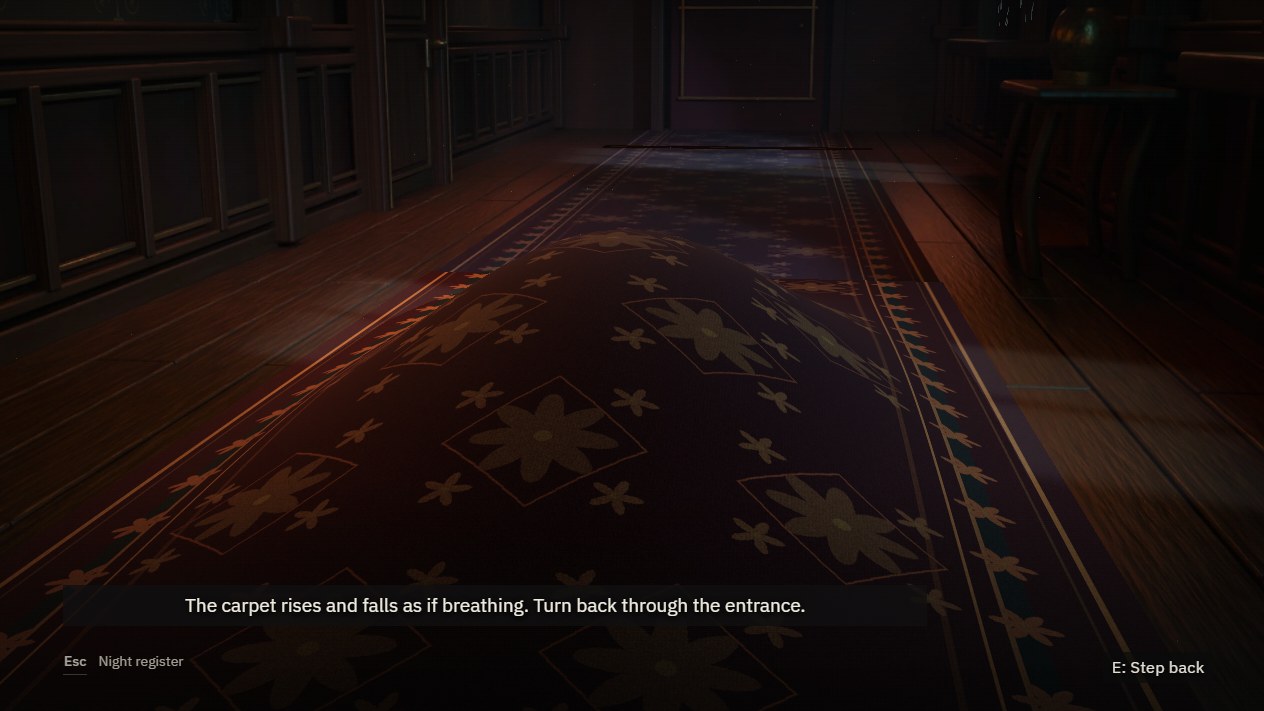 The carpet rises and falls as if breathing. Turn back through the entrance.
Esc Night register
E: Step back